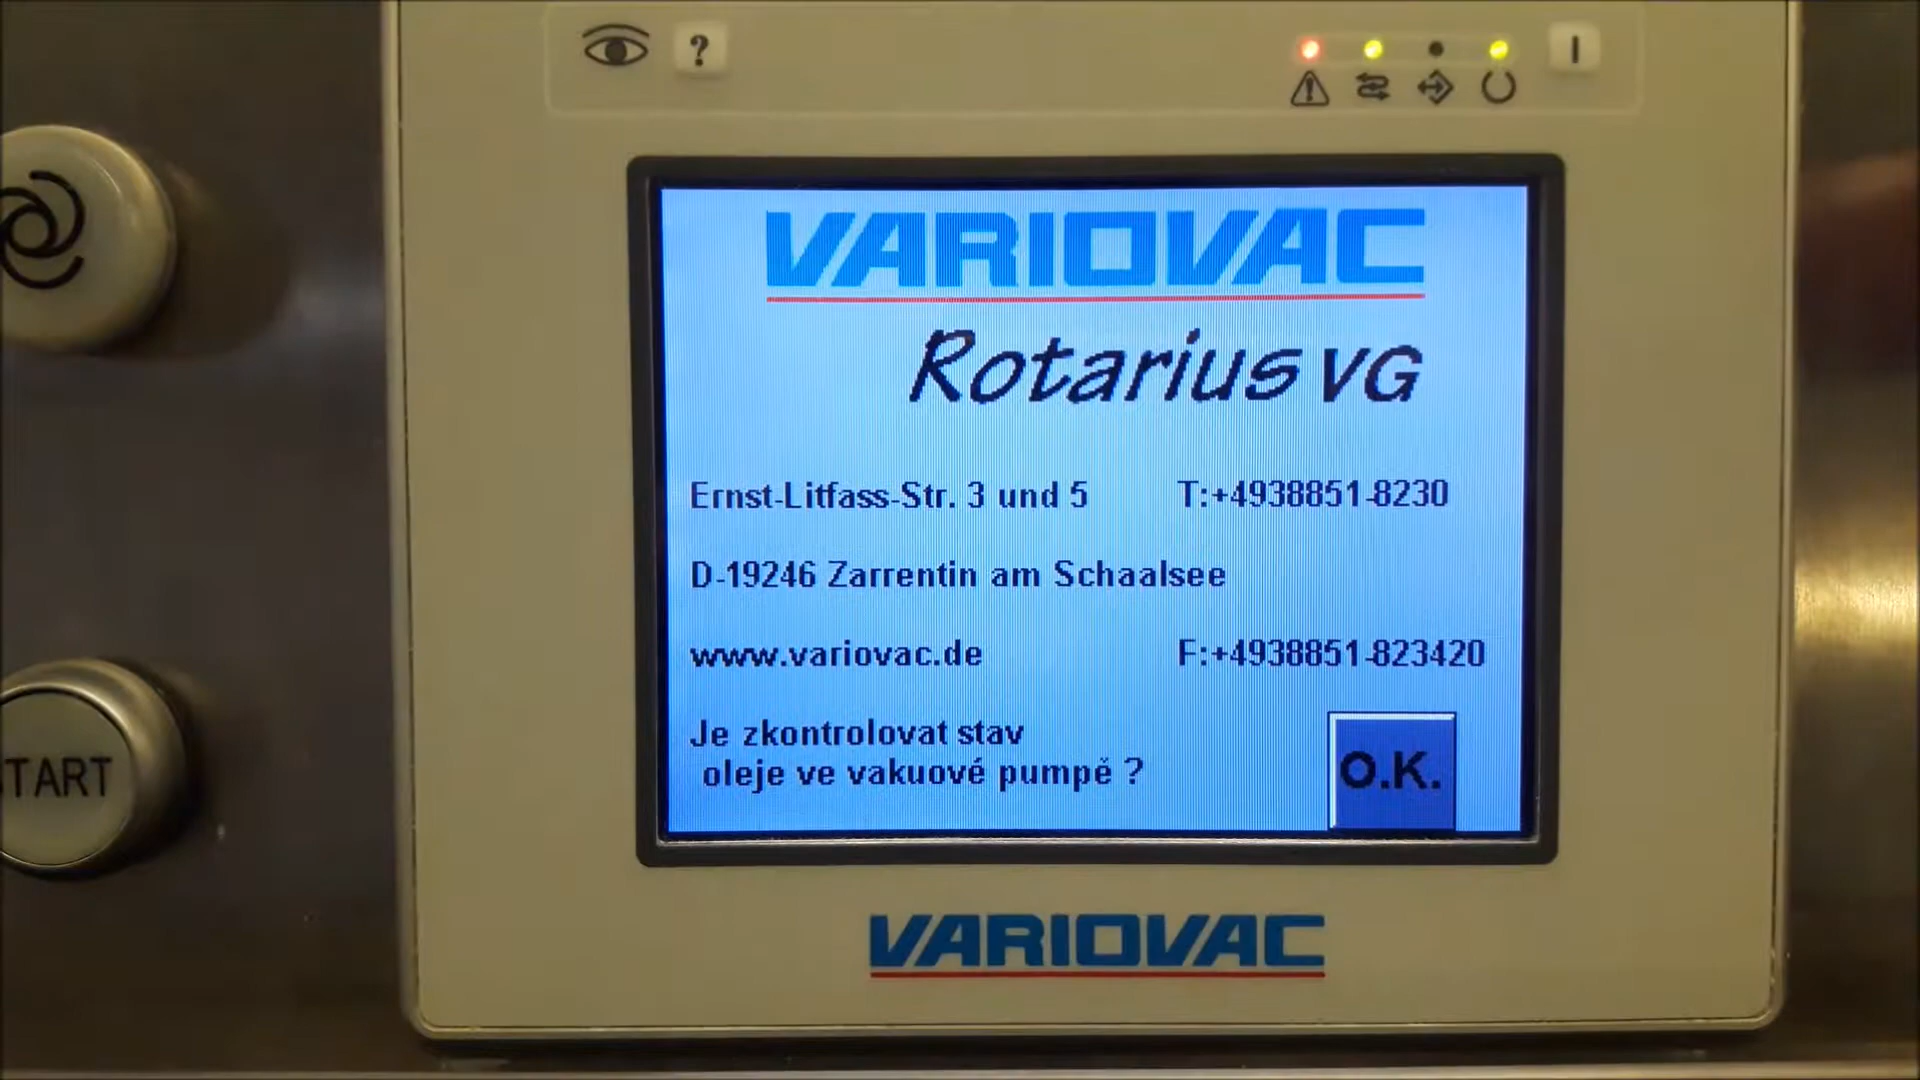 ?
I
VARIOVAC
Rotarius VG
Ernst-Litfass-Str. 3 und 5 T:+4938851-8230
D-19246 Zarrentin am Schaalsee
www.variovac.de F:+4938851-823420
Je zkontrolovat stav
oleje ve vakuové pumpě ?
O.K.
START
VARIOVAC